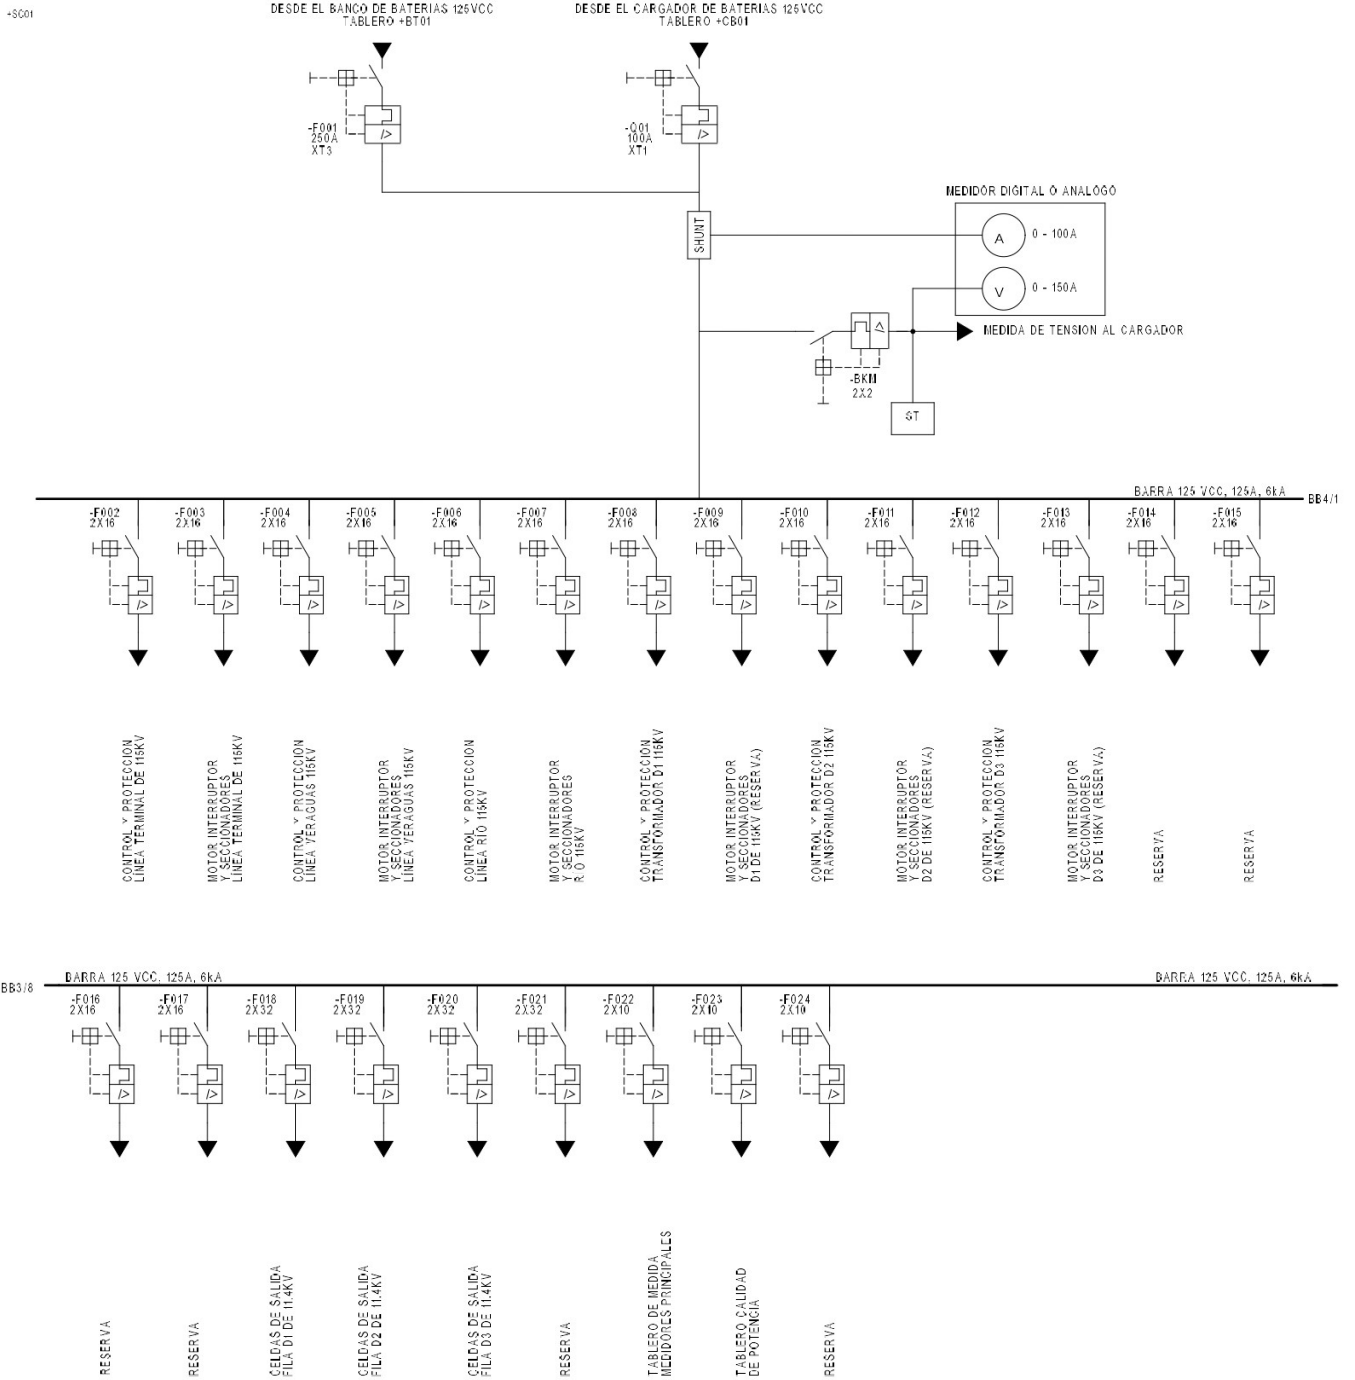 +SC01
DESDE EL BANCO DE BATERIAS 125VCC
TABLERO +BT01
DESDE EL CARGADOR DE BATERIAS 125VCC
TABLERO +CB01
-F001
250A
XT3
-Q01
100A
XT1
I>
I>
SHUNT
MEDIDOR DIGITAL O ANALOGO
A
0 - 100A
V
0 - 150A
MEDIDA DE TENSION AL CARGADOR
I>
-BKM
2X2
ST
BARRA 125 VCC, 125A, 6kA
BB4/1
-F002
2X16
-F003
2X16
-F004
2X16
-F005
2X16
-F006
2X16
-F007
2X16
-F008
2X16
-F009
2X16
-F010
2X16
-F011
2X16
-F012
2X16
-F013
2X16
-F014
2X16
-F015
2X16
I>
I>
I>
I>
I>
I>
I>
I>
I>
I>
I>
I>
I>
I>
CONTROL Y PROTECCION
LINEA TERMINAL DE 115KV
MOTOR INTERRUPTOR
Y SECCIONADORES
LINEA TERMINAL DE 115KV
CONTROL Y PROTECCION
LINEA VERAGUAS 115KV
MOTOR INTERRUPTOR
Y SECCIONADORES
LINEA VERAGUAS 115KV
CONTROL Y PROTECCION
LINEA RÍO 115KV
MOTOR INTERRUPTOR
Y SECCIONADORES
R O 115KV
CONTROL Y PROTECCIÓN
TRANSFORMADOR D1 115KV
MOTOR INTERRUPTOR
Y SECCIONADORES
D1 DE 115KV (RESERVA)
CONTROL Y PROTECCION
TRANSFORMADOR D2 115KV
MOTOR INTERRUPTOR
Y SECCIONADORES
D2 DE 115KV (RESERVA)
CONTROL Y PROTECCION
TRANSFORMADOR D3 115KV
MOTOR INTERRUPTOR
Y SECCIONADORES
D3 DE 115KV (RESERVA)
RESERVA
RESERVA
BB3/8
BARRA 125 VCC, 125A, 6kA
BARRA 125 VCC, 125A, 6kA
-F016
2X16
-F017
2X16
-F018
2X32
-F019
2X32
-F020
2X32
-F021
2X32
-F022
2X10
-F023
2X10
-F024
2X10
I>
I>
I>
I>
I>
I>
I>
I>
I>
RESERVA
RESERVA
CELDAS DE SALIDA
FILA D1 DE 11.4KV
CELDAS DE SALIDA
FILA D2 DE 11.4KV
CELDAS DE SALIDA
FILA D3 DE 11.4KV
RESERVA
TABLERO DE MEDIDA
MEDIDORES PRINCIPALES
TABLERO CALIDAD
DE POTENCIA
RESERVA